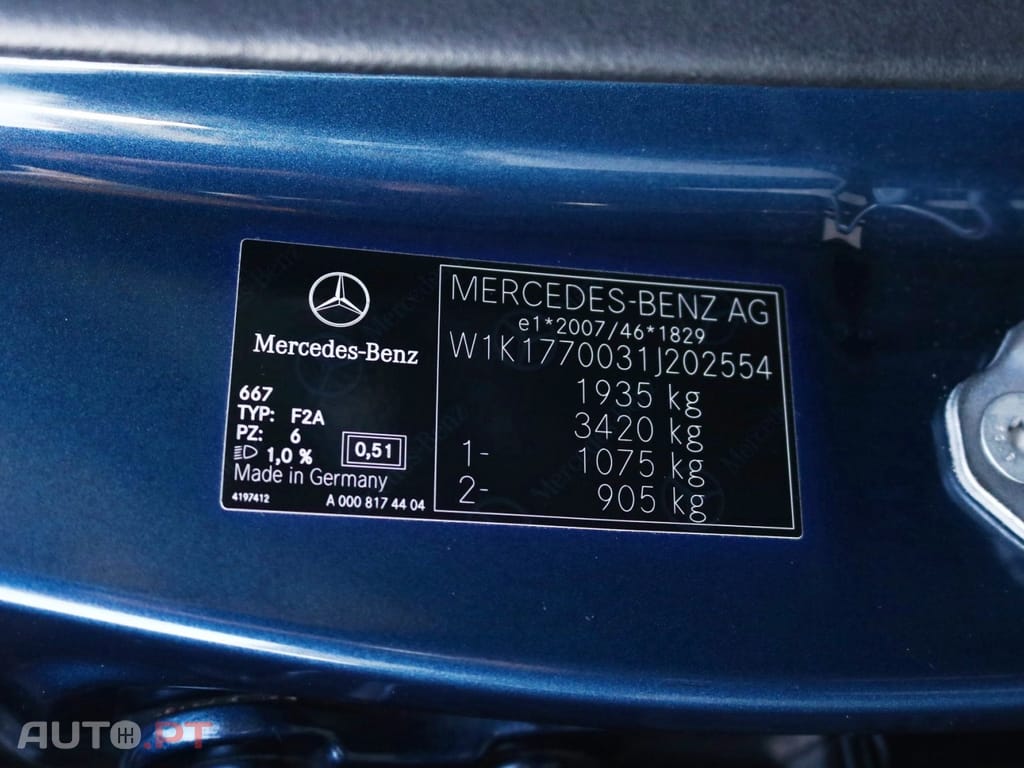 Mercedes-Benz
667
TYP: F2A
PZ: 6
1,0 %
0,51
Made in Germany
4197412
A 000 817 44 04
MERCEDES-BENZ AG
e1*2007/46*1829
W1K1770031J202554
1935 kg
3420 kg
1- 1075 kg
2- 905 kg
AUTO.PT